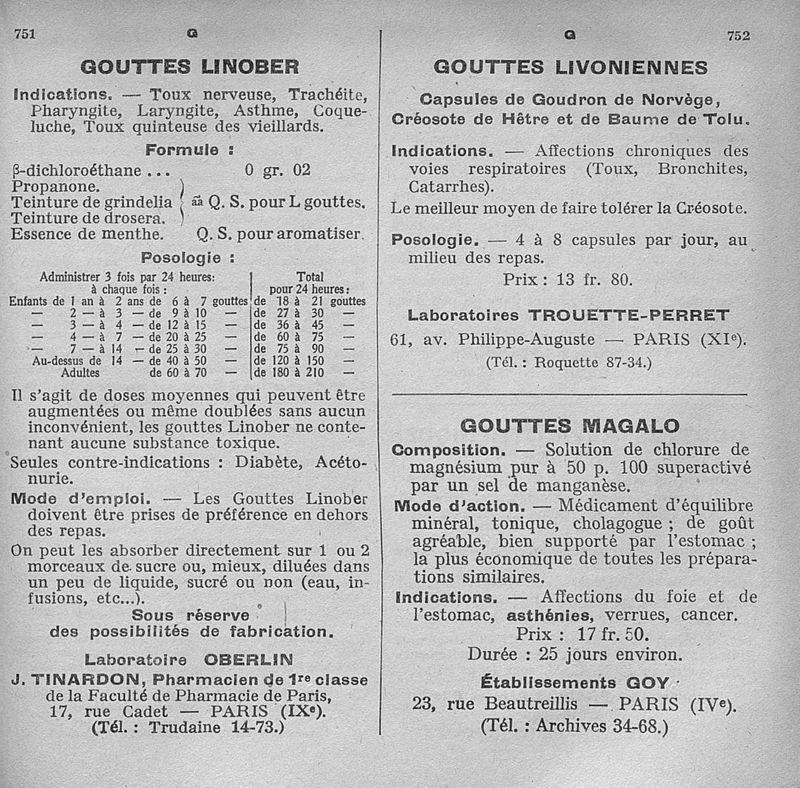 751 G
GOUTTES LINOBER
Indications. — Toux nerveuse, Trachéite,
Pharyngite, Laryngite, Asthme, Coque-
luche, Toux quinteuse des vieillards.
Formule :
β-dichloroéthane ... 0 gr. 02
Propanone.
Teinture de grindelia } āā Q. S. pour L gouttes.
Teinture de drosera.
Essence de menthe. Q. S. pour aromatiser.
Posologie :
Administrer 3 fois par 24 heures: Total
à chaque fois : pour 24 heures :
Enfants de 1 an à 2 ans de 6 à 7 gouttes de 18 à 21 gouttes
— 2 — à 3 — de 9 à 10 — de 27 à 30 —
— 3 — à 4 — de 12 à 15 — de 36 à 45 —
— 4 — à 7 — de 20 à 25 — de 60 à 75 —
— 7 — à 14 — de 25 à 30 — de 75 à 90 —
Au-dessus de 14 — de 40 à 50 — de 120 à 150 —
Adultes de 60 à 70 — de 180 à 210 —
Il s'agit de doses moyennes qui peuvent être
augmentées ou même doublées sans aucun
inconvénient, les gouttes Linober ne conte-
nant aucune substance toxique.
Seules contre-indications : Diabète, Acéto-
nurie.
Mode d'emploi. — Les Gouttes Linober
doivent être prises de préférence en dehors
des repas.
On peut les absorber directement sur 1 ou 2
morceaux de sucre ou, mieux, diluées dans
un peu de liquide, sucré ou non (eau, in-
fusions, etc...).
Sous réserve
des possibilités de fabrication.
Laboratoire OBERLIN
J. TINARDON, Pharmacien de 1re classe
de la Faculté de Pharmacie de Paris,
17, rue Cadet — PARIS (IXe).
(Tél. : Trudaine 14-73.)
G 752
GOUTTES LIVONIENNES
Capsules de Goudron de Norvège,
Créosote de Hêtre et de Baume de Tolu.
Indications. — Affections chroniques des
voies respiratoires (Toux, Bronchites,
Catarrhes).
Le meilleur moyen de faire tolérer la Créosote.
Posologie. — 4 à 8 capsules par jour, au
milieu des repas.
Prix : 13 fr. 80.
Laboratoires TROUETTE-PERRET
61, av. Philippe-Auguste — PARIS (XIe).
(Tél. : Roquette 87-34.)
GOUTTES MAGALO
Composition. — Solution de chlorure de
magnésium pur à 50 p. 100 superactivé
par un sel de manganèse.
Mode d'action. — Médicament d'équilibre
minéral, tonique, cholagogue ; de goût
agréable, bien supporté par l'estomac ;
la plus économique de toutes les prépara-
tions similaires.
Indications. — Affections du foie et de
l'estomac, asthénies, verrues, cancer.
Prix : 17 fr. 50.
Durée : 25 jours environ.
Établissements GOY
23, rue Beautreillis — PARIS (IVe).
(Tél. : Archives 34-68.)